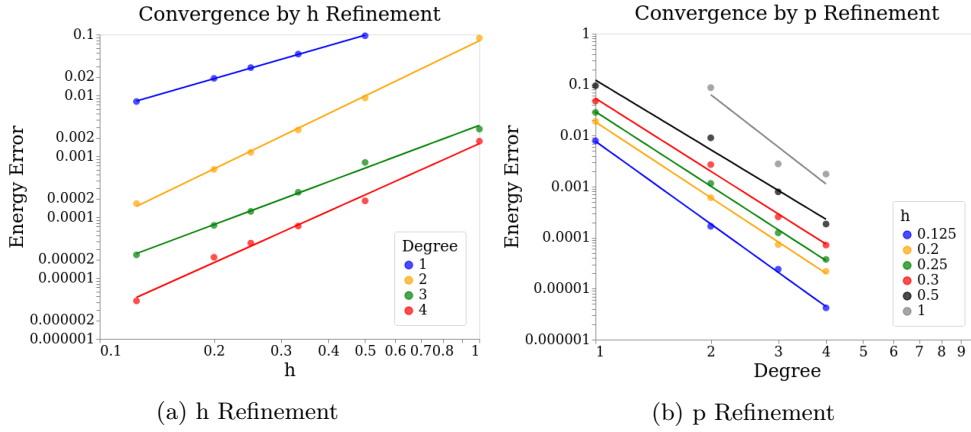 Convergence by h Refinement
Energy Error
0.1
0.02
0.01
0.002
0.001
0.0002
0.0001
0.00002
0.00001
0.000002
0.000001
0.1 0.2 0.3 0.4 0.5 0.6 0.7 0.8 1
h
Degree
1
2
3
4
(a) h Refinement
Convergence by p Refinement
Energy Error
1
0.1
0.01
0.001
0.0001
0.00001
0.000001
1 2 3 4 5 6 7 8 9
Degree
h
0.125
0.2
0.25
0.3
0.5
1
(b) p Refinement